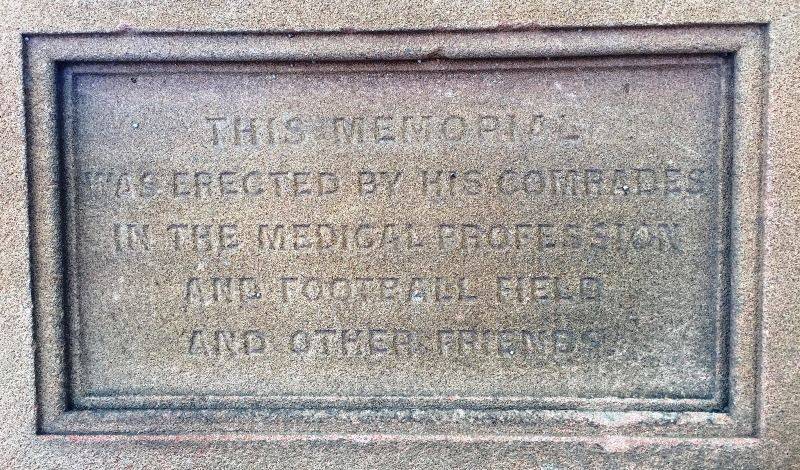 THIS MEMORIAL
WAS ERECTED BY HIS COMRADES
IN THE MEDICAL PROFESSION
AND FOOTBALL FIELD
AND OTHER FRIENDS.